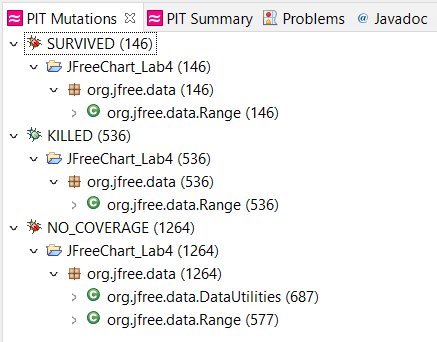 PIT Mutations PIT Summary Problems @ Javadoc
SURVIVED (146)
JFreeChart_Lab4 (146)
org.jfree.data (146)
org.jfree.data.Range (146)
KILLED (536)
JFreeChart_Lab4 (536)
org.jfree.data (536)
org.jfree.data.Range (536)
NO_COVERAGE (1264)
JFreeChart_Lab4 (1264)
org.jfree.data (1264)
org.jfree.data.DataUtilities (687)
org.jfree.data.Range (577)